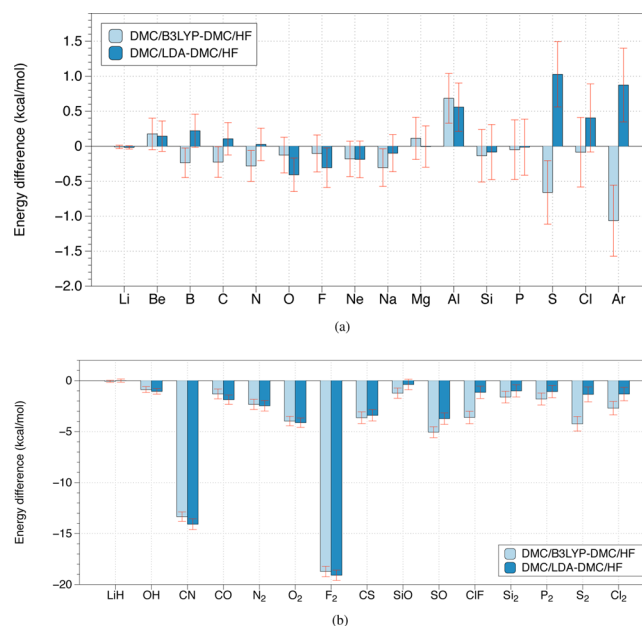 DMC/B3LYP-DMC/HF
DMC/LDA-DMC/HF
Energy difference (kcal/mol)
1.5
1.0
0.5
0
−0.5
−1.0
−1.5
−2.0
Li Be B C N O F Ne Na Mg Al Si P S Cl Ar
(a)
Energy difference (kcal/mol)
0
−5
−10
−15
−20
DMC/B3LYP-DMC/HF
DMC/LDA-DMC/HF
LiH OH CN CO N₂ O₂ F₂ CS SiO SO ClF Si₂ P₂ S₂ Cl₂
(b)